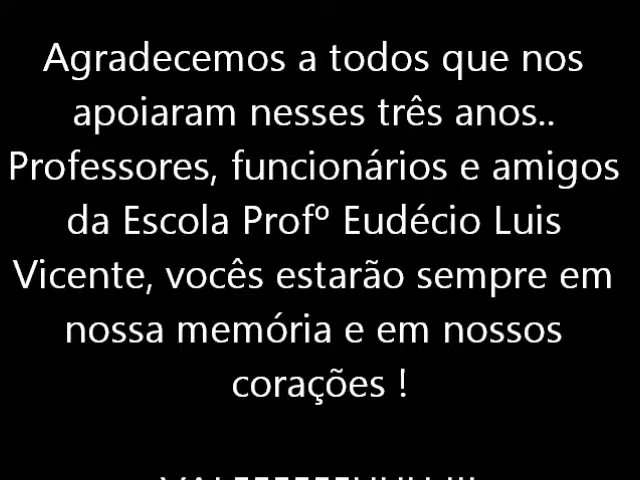 Agradecemos a todos que nos
apoiaram nesses três anos..
Professores, funcionários e amigos
da Escola Profº Eudécio Luis
Vicente, vocês estarão sempre em
nossa memória e em nossos
corações !